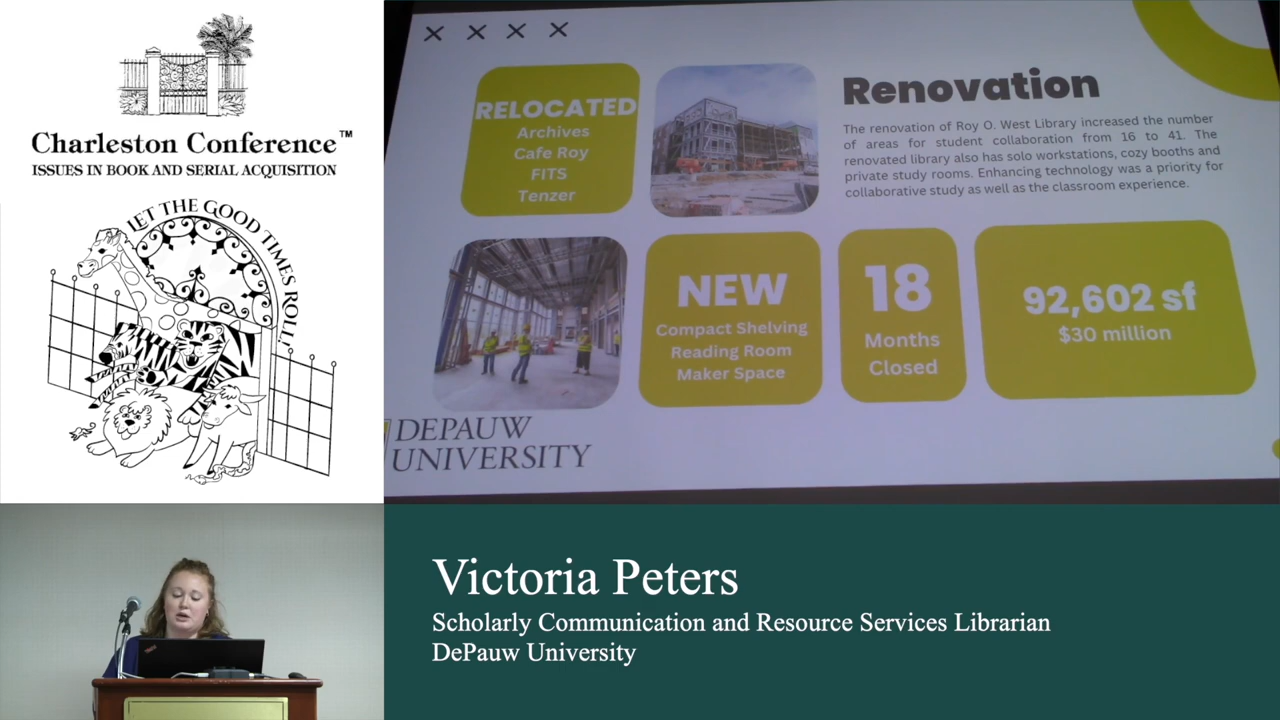 Charleston Conference™
ISSUES IN BOOK AND SERIAL ACQUISITION
LET THE GOOD TIMES ROLL!
RELOCATED
Archives
Cafe Roy
FITS
Tenzer
Renovation
The renovation of Roy O. West Library increased the number
of areas for student collaboration from 16 to 41. The
renovated library also has solo workstations, cozy booths and
private study rooms. Enhancing technology was a priority for
collaborative study as well as the classroom experience.
NEW
Compact Shelving
Reading Room
Maker Space
18
Months
Closed
92,602 sf
$30 million
DEPAUW
UNIVERSITY
Victoria Peters
Scholarly Communication and Resource Services Librarian
DePauw University